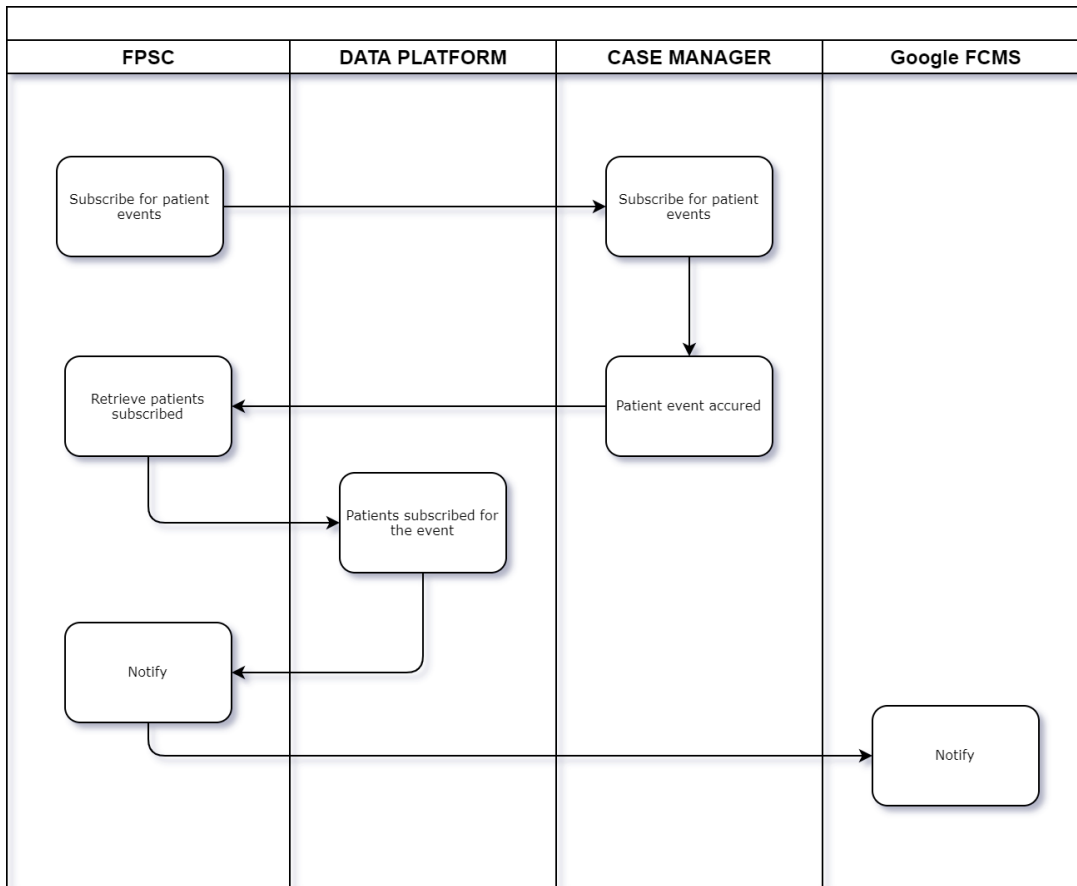 FPSC
DATA PLATFORM
CASE MANAGER
Google FCMS
Subscribe for patient
events
Subscribe for patient
events
Retrieve patients
subscribed
Patient event accured
Patients subscribed for
the event
Notify
Notify